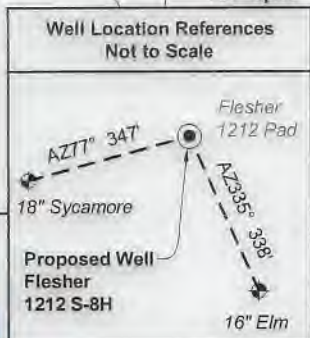 Well Location References
Not to Scale
Flesher
1212 Pad
AZ77° 347'
AZ335° 338'
18" Sycamore
Proposed Well
Flesher
1212 S-8H
16" Elm